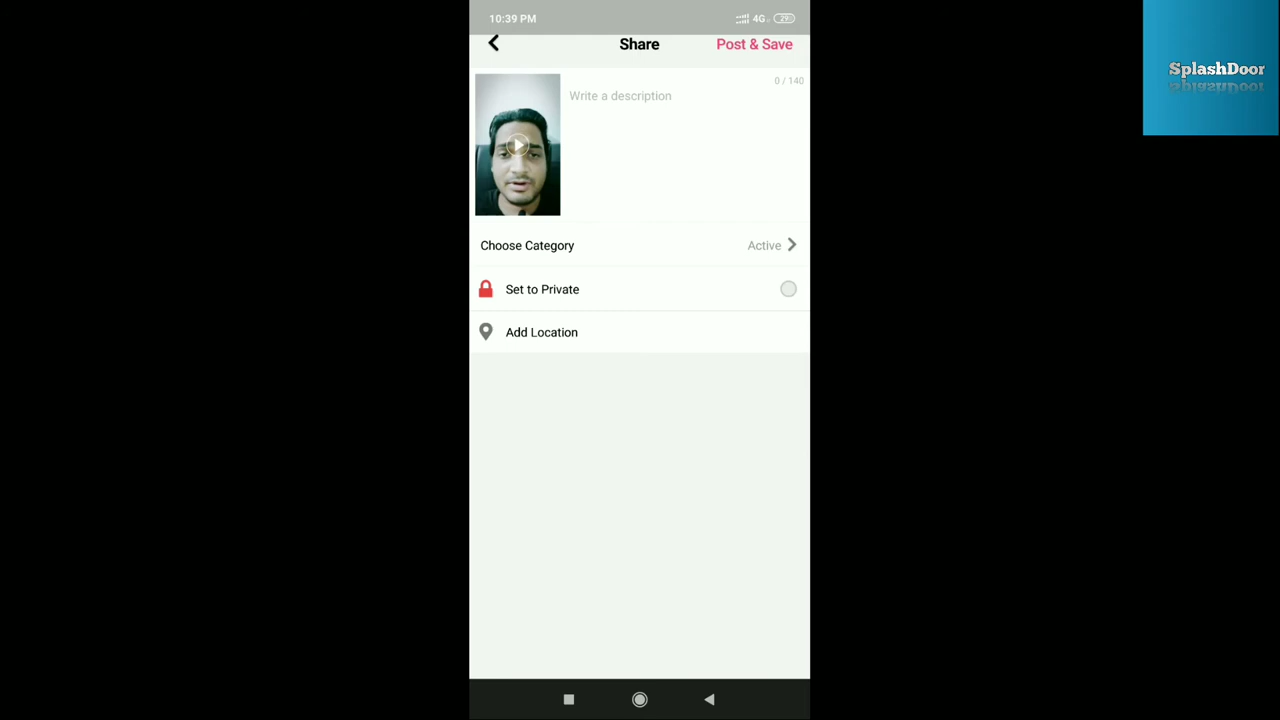 10:39 PM
4G
29
Share
Post & Save
0 / 140
Write a description
Choose Category
Active
Set to Private
Add Location
SplashDoor